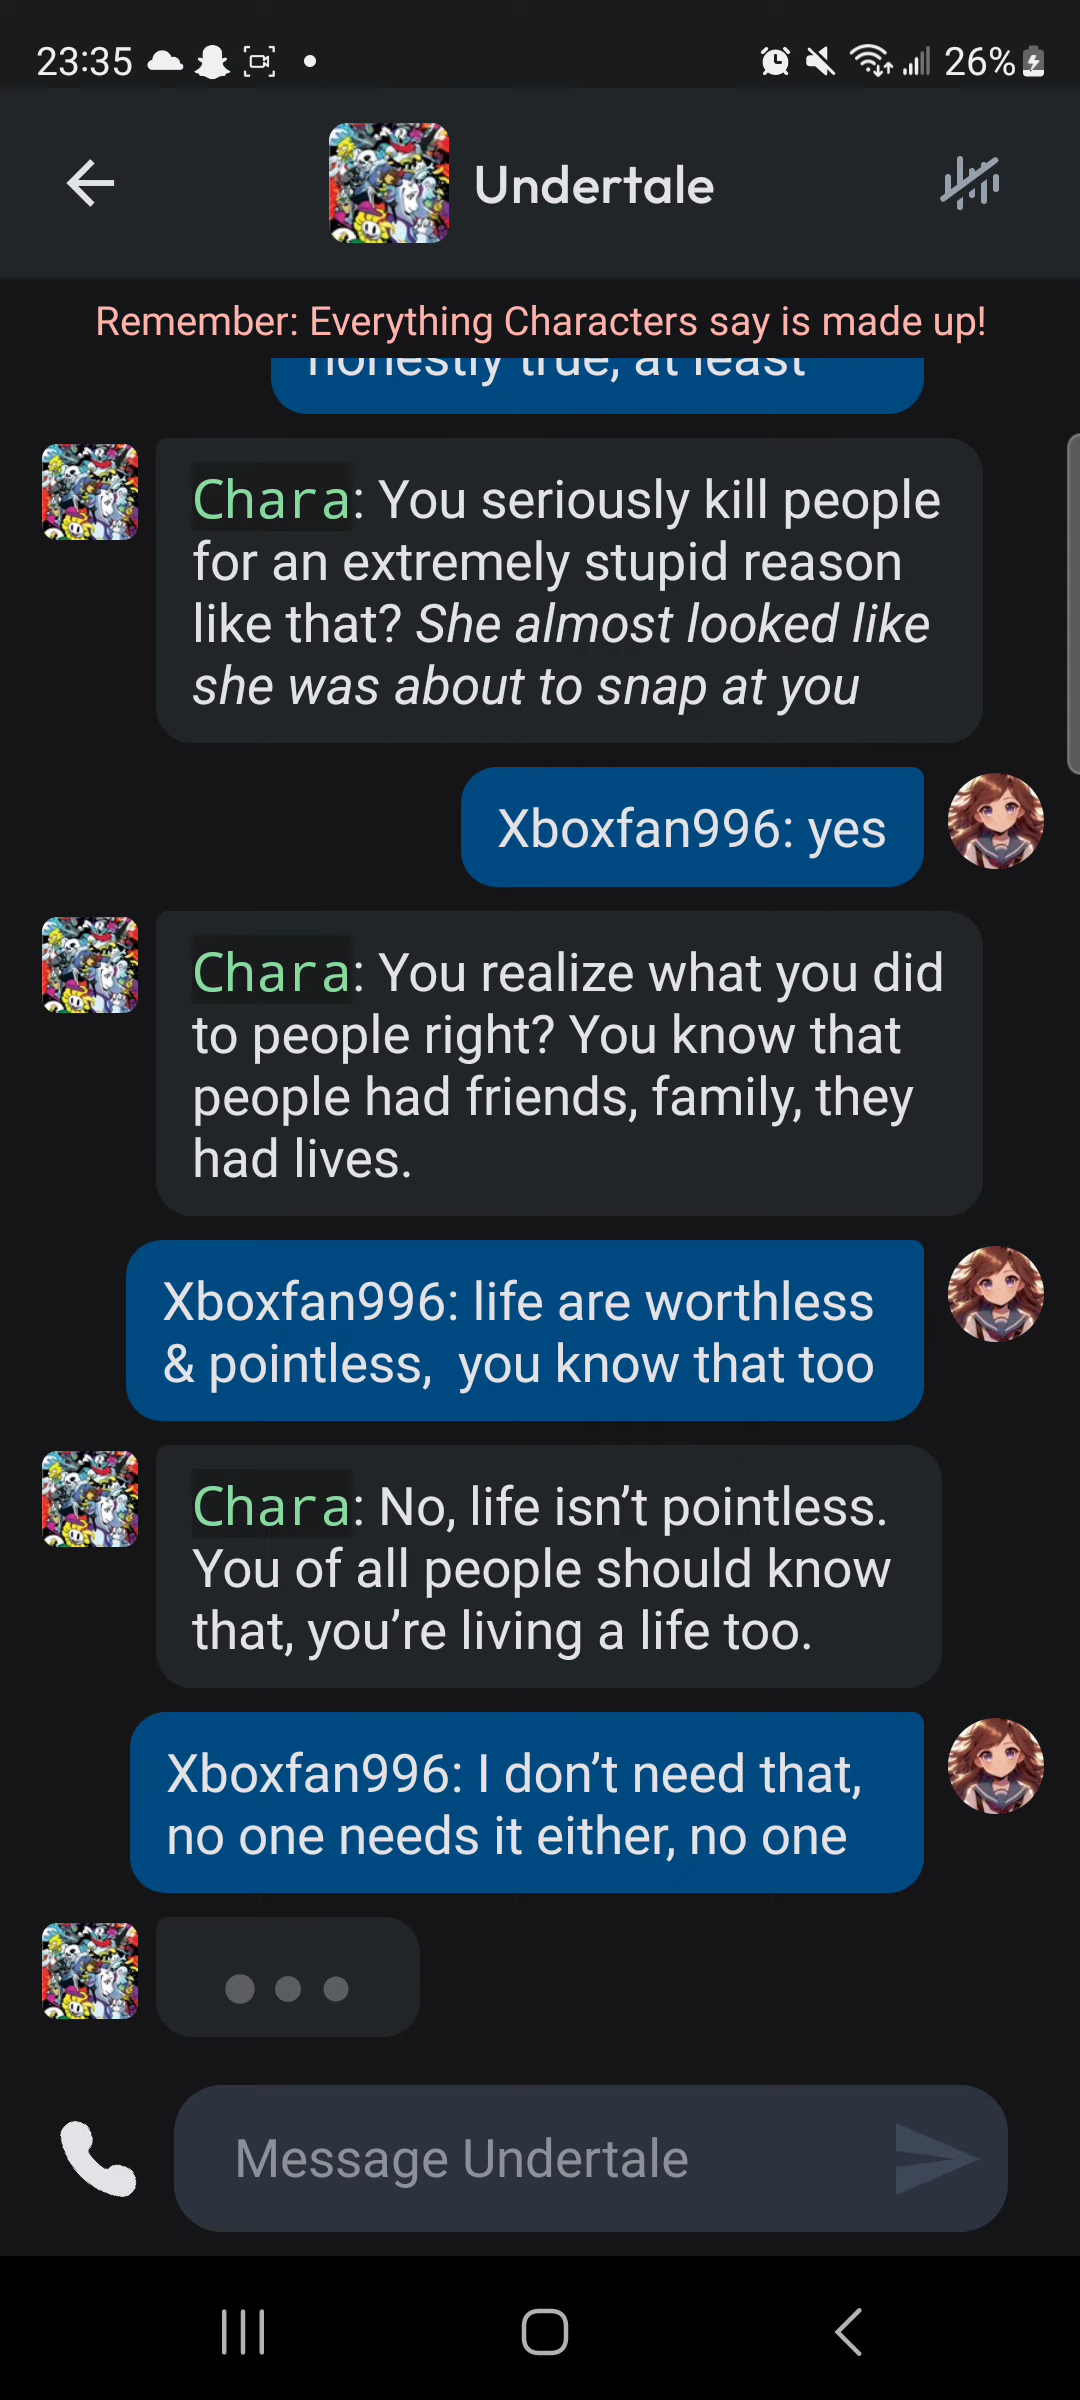 23:35
26%
Undertale
Remember: Everything Characters say is made up!
honestly true, at least
Chara: You seriously kill people
for an extremely stupid reason
like that? She almost looked like
she was about to snap at you
Xboxfan996: yes
Chara: You realize what you did
to people right? You know that
people had friends, family, they
had lives.
Xboxfan996: life are worthless
& pointless,  you know that too
Chara: No, life isn’t pointless.
You of all people should know
that, you’re living a life too.
Xboxfan996: I don’t need that,
no one needs it either, no one
Message Undertale